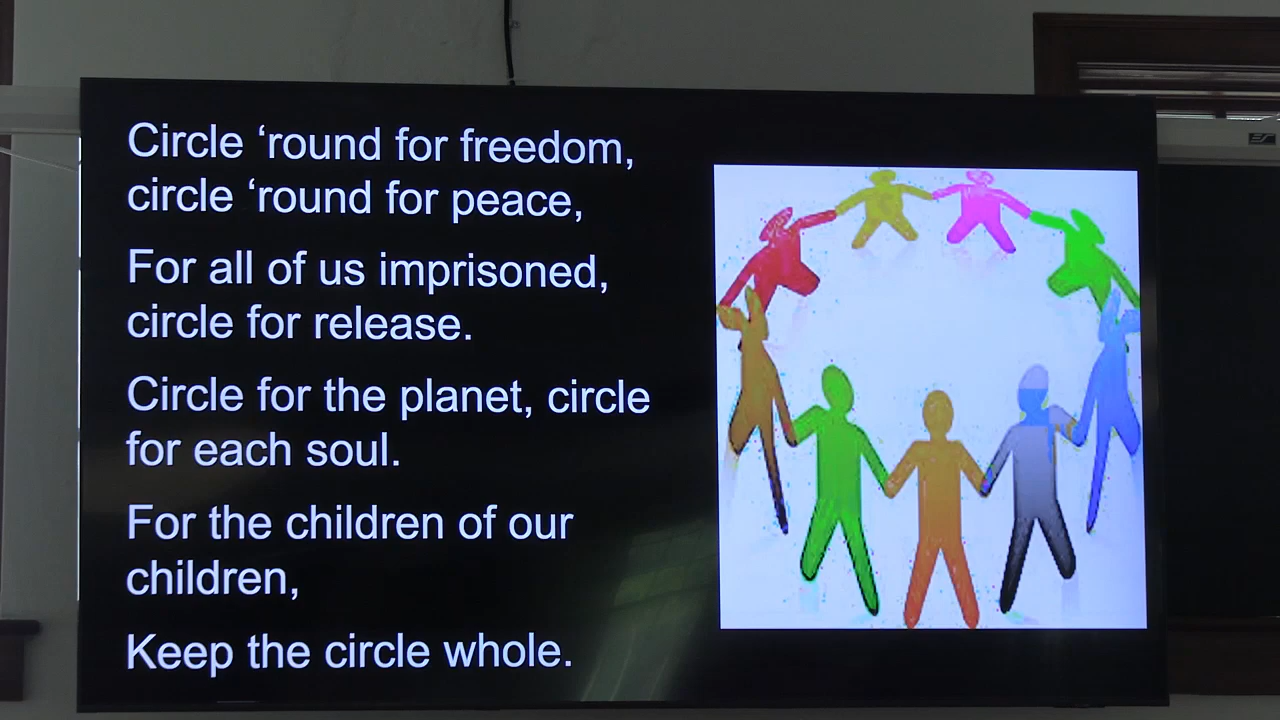 Circle ‘round for freedom,
circle ‘round for peace,
For all of us imprisoned,
circle for release.
Circle for the planet, circle
for each soul.
For the children of our
children,
Keep the circle whole.